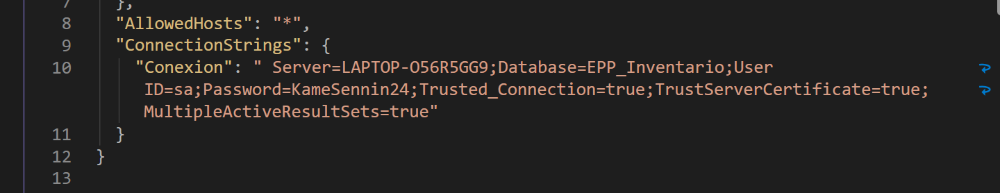 7 },
8 "AllowedHosts": "*",
9 "ConnectionStrings": {
10 "Conexion": " Server=LAPTOP-O56R5GG9;Database=EPP_Inventario;User
ID=sa;Password=KameSennin24;Trusted_Connection=true;TrustServerCertificate=true;
MultipleActiveResultSets=true"
11 }
12 }
13